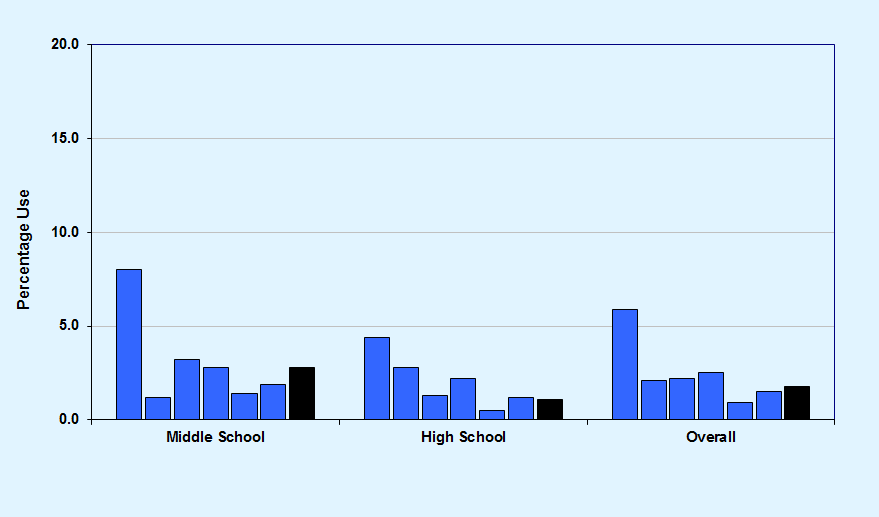 20.0
15.0
10.0
5.0
0.0
Percentage Use
Middle School
High School
Overall